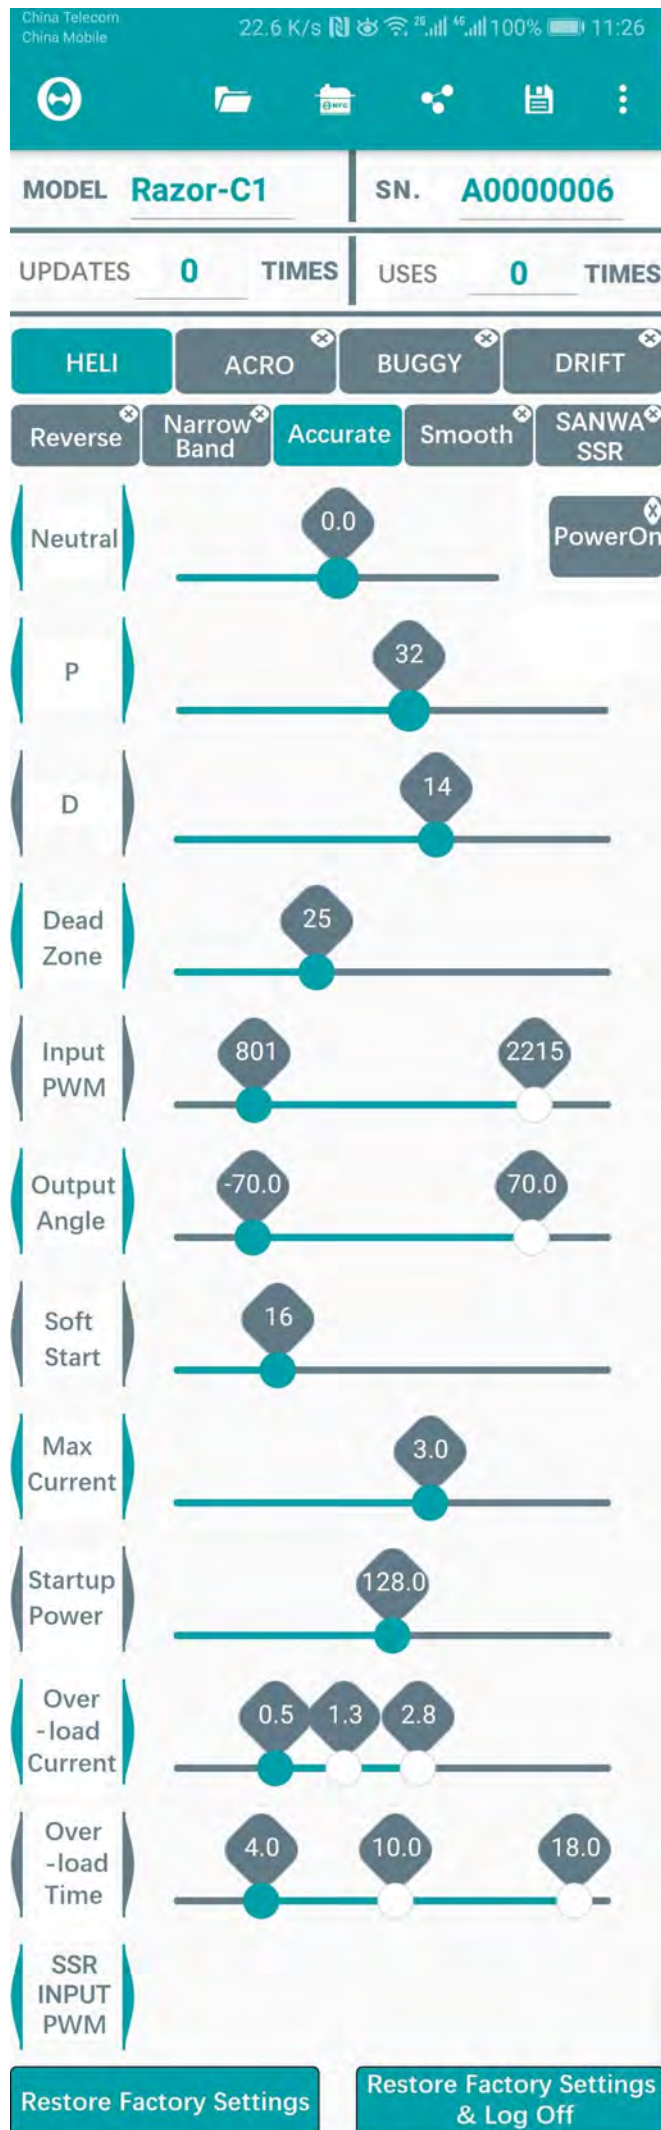 China Telecom
China Mobile
22.6 K/s 2G 4G 100% 11:26
NFC
MODEL Razor-C1 SN. A0000006
UPDATES 0 TIMES USES 0 TIMES
HELI ACRO BUGGY DRIFT
Reverse Narrow Band Accurate Smooth SANWA SSR
Neutral 0.0 PowerOn
P 32
D 14
Dead
Zone
25
Input
PWM
801 2215
Output
Angle
-70.0 70.0
Soft
Start
16
Max
Current
3.0
Startup
Power
128.0
Over
-load
Current
0.5 1.3 2.8
Over
-load
Time
4.0 10.0 18.0
SSR
INPUT
PWM
Restore Factory Settings
Restore Factory Settings
& Log Off